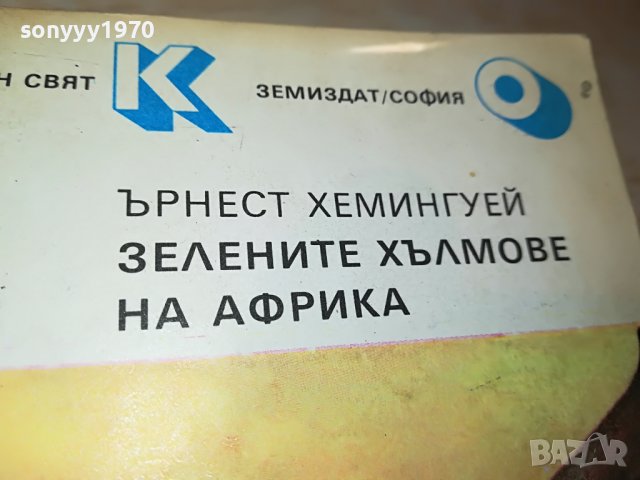 sonyyy1970
Н СВЯТ
K
ЗЕМИЗДАТ/СОФИЯ
ЪРНЕСТ ХЕМИНГУЕЙ
ЗЕЛЕНИТЕ ХЪЛМОВЕ
НА АФРИКА
BAZAR